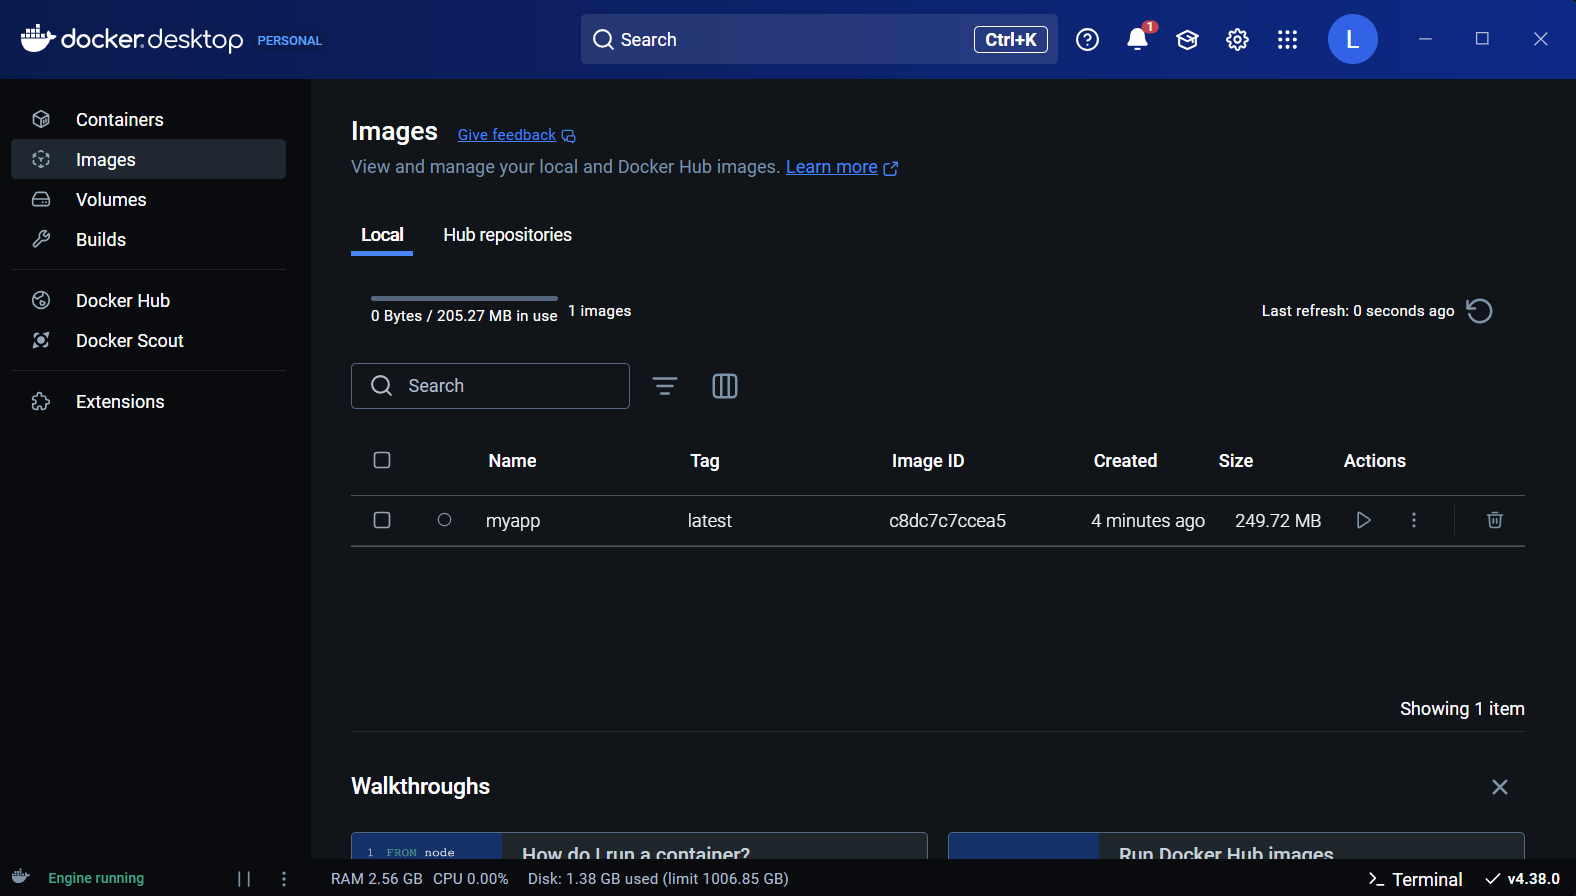 docker.desktop PERSONAL
Search Ctrl+K
1
L
Containers
Images
Volumes
Builds
Docker Hub
Docker Scout
Extensions
Images Give feedback
View and manage your local and Docker Hub images. Learn more
Local Hub repositories
0 Bytes / 205.27 MB in use 1 images
Last refresh: 0 seconds ago
Search
Name Tag Image ID Created Size Actions
myapp latest c8dc7c7ccea5 4 minutes ago 249.72 MB
Showing 1 item
Walkthroughs
1 FROM node
How do I run a container?
Run Docker Hub images
Engine running
RAM 2.56 GB CPU 0.00% Disk: 1.38 GB used (limit 1006.85 GB)
>_ Terminal
v4.38.0